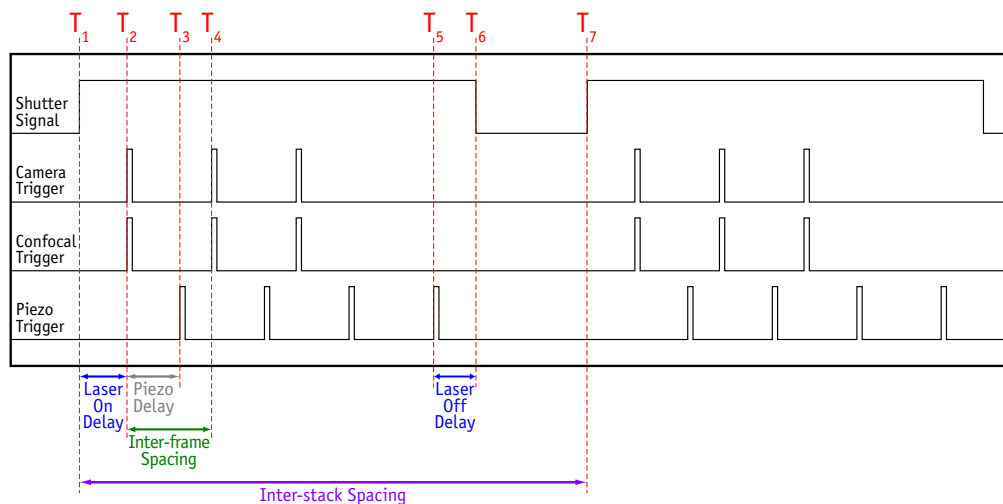 T1 T2 T3 T4 T5 T6 T7
Shutter
Signal
Camera
Trigger
Confocal
Trigger
Piezo
Trigger
Laser
On
Delay
Piezo
Delay
Laser
Off
Delay
Inter-frame
Spacing
Inter-stack Spacing